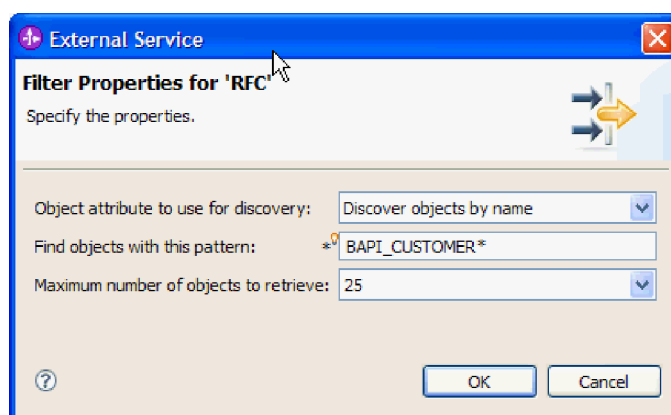 External Service
Filter Properties for 'RFC'
Specify the properties.
Object attribute to use for discovery: Discover objects by name
Find objects with this pattern: * BAPI_CUSTOMER*
Maximum number of objects to retrieve: 25
? OK Cancel